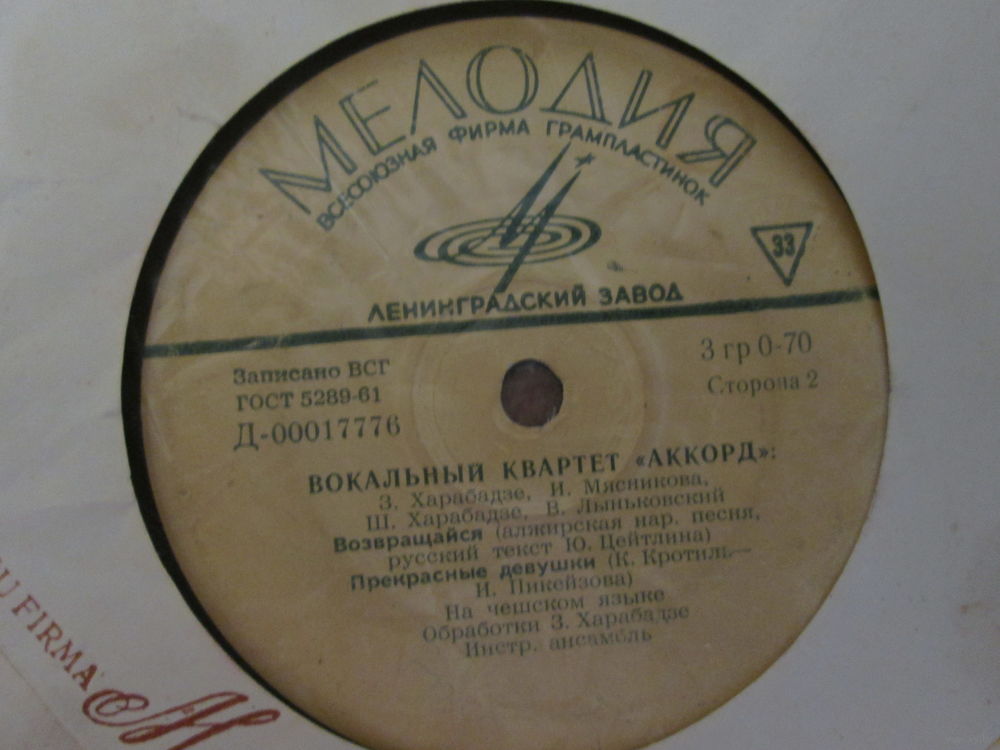 МЕЛОДИЯ
ВСЕСОЮЗНАЯ ФИРМА ГРАМПЛАСТИНОК
33
ЛЕНИНГРАДСКИЙ ЗАВОД
Записано ВСГ
ГОСТ 5289-61
Д-00017776
3 гр 0-70
Сторона 2
ВОКАЛЬНЫЙ КВАРТЕТ «АККОРД»:
З. Харабадзе, И. Мясникова,
Ш. Харабадзе, В. Лыньковский
Возвращайся (алжирская нар. песня,
русский текст Ю. Цейтлина)
Прекрасные девушки (К. Кротиль—
И. Пикейзова)
На чешском языке
Обработки З. Харабадзе
Инстр. ансамбль
U FIRMA